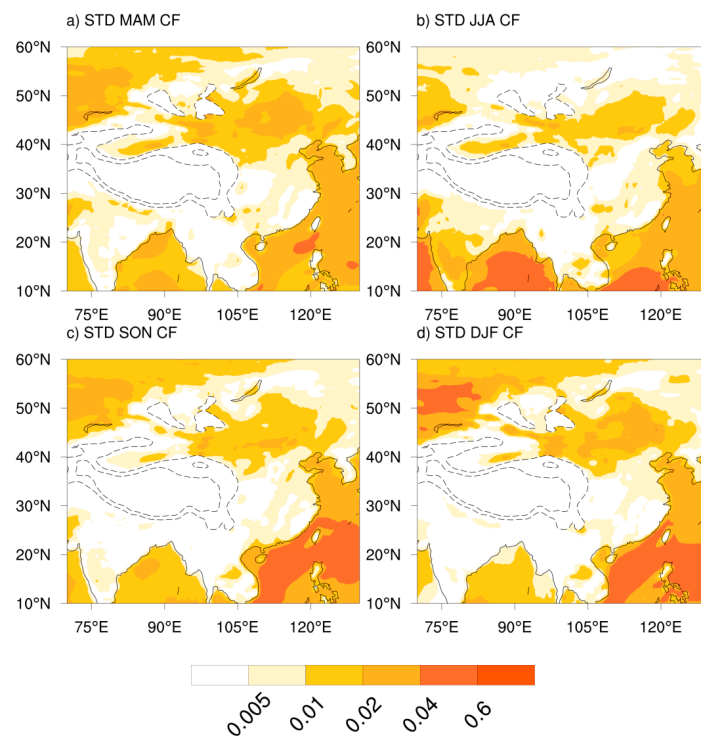 a) STD MAM CF
b) STD JJA CF
60°N
60°N
50°N
50°N
40°N
40°N
30°N
30°N
20°N
20°N
10°N
10°N
75°E 90°E 105°E 120°E
75°E 90°E 105°E 120°E
c) STD SON CF
d) STD DJF CF
60°N
60°N
50°N
50°N
40°N
40°N
30°N
30°N
20°N
20°N
10°N
10°N
75°E 90°E 105°E 120°E
75°E 90°E 105°E 120°E
0.005 0.01 0.02 0.04 0.6